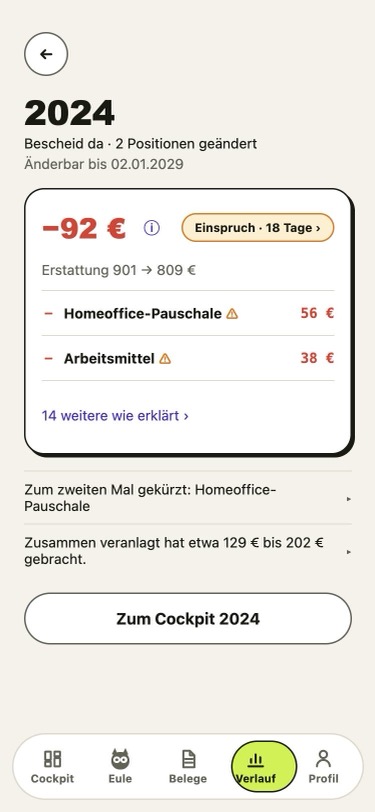 2024
Bescheid da · 2 Positionen geändert
Änderbar bis 02.01.2029
−92 €
Einspruch · 18 Tage ›
Erstattung 901 → 809 €
− Homeoffice-Pauschale 56 €
− Arbeitsmittel 38 €
14 weitere wie erklärt ›
Zum zweiten Mal gekürzt: Homeoffice-
Pauschale
Zusammen veranlagt hat etwa 129 € bis 202 €
gebracht.
Zum Cockpit 2024
Cockpit Eule Belege Verlauf Profil